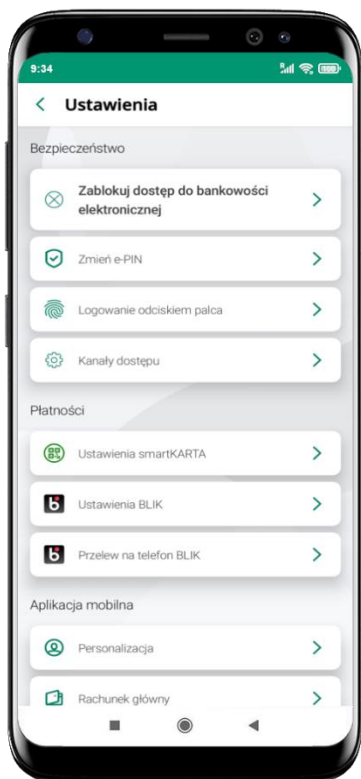 9:34
Ustawienia
Bezpieczeństwo
Zablokuj dostęp do bankowości
elektronicznej
Zmień e-PIN
Logowanie odciskiem palca
Kanały dostępu
Płatności
Ustawienia smartKARTA
Ustawienia BLIK
Przelew na telefon BLIK
Aplikacja mobilna
Personalizacja
Rachunek główny